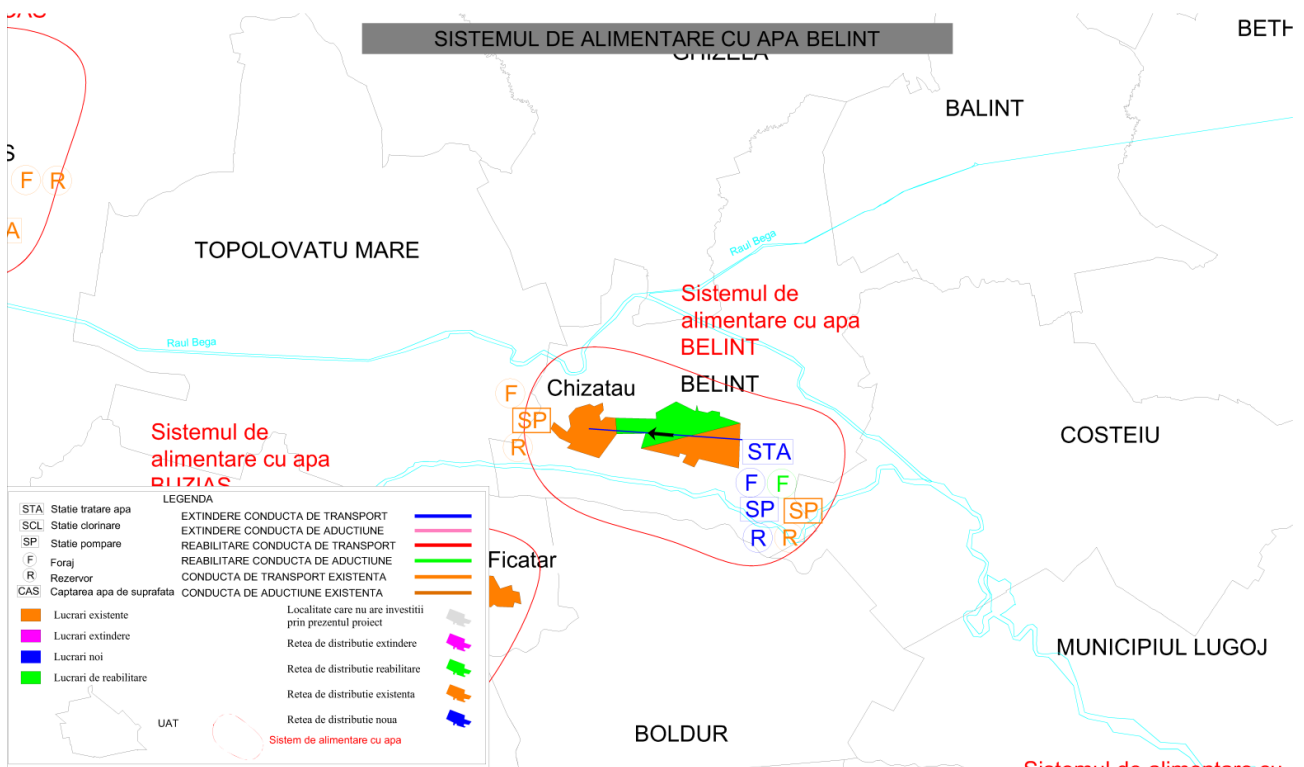 SISTEMUL DE ALIMENTARE CU APA BELINT
GHIZELA
BETH
BALINT
S
F R
A
TOPOLOVATU MARE
Raul Bega
Raul Bega
Sistemul de
alimentare cu apa
BELINT
Chizatau
BELINT
F
SP
R
STA
F F
SP SP
R R
COSTEIU
Sistemul de
alimentare cu apa
BUZIAS
Ficatar
MUNICIPIUL LUGOJ
BOLDUR
Sistemul de alimentare cu
LEGENDA
STA Statie tratare apa
SCL Statie clorinare
SP Statie pompare
F Foraj
R Rezervor
CAS Captarea apa de suprafata
EXTINDERE CONDUCTA DE TRANSPORT
EXTINDERE CONDUCTA DE ADUCTIUNE
REABILITARE CONDUCTA DE TRANSPORT
REABILITARE CONDUCTA DE ADUCTIUNE
CONDUCTA DE TRANSPORT EXISTENTA
CONDUCTA DE ADUCTIUNE EXISTENTA
Lucrari existente
Lucrari extindere
Lucrari noi
Lucrari de reabilitare
Localitate care nu are investitii
prin prezentul proiect
Retea de distributie extindere
Retea de distributie reabilitare
Retea de distributie existenta
Retea de distributie noua
UAT
Sistem de alimentare cu apa